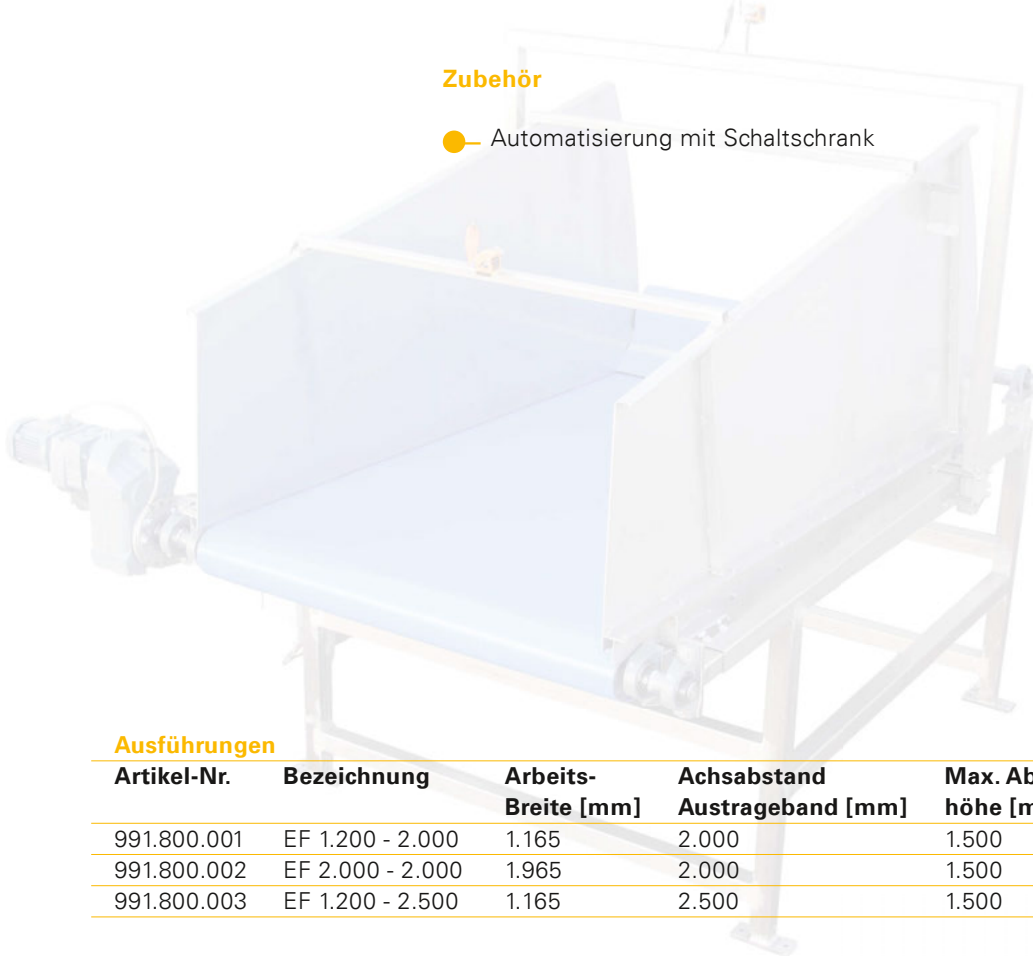 Zubehör
Automatisierung mit Schaltschrank
Ausführungen
Artikel-Nr. Bezeichnung Arbeits- Achsabstand Max.
Breite [mm] Austrageband [mm] höhe
991.800.001 EF 1.200 - 2.000 1.165 2.000 1.500
991.800.002 EF 2.000 - 2.000 1.965 2.000 1.500
991.800.003 EF 1.200 - 2.500 1.165 2.500 1.500